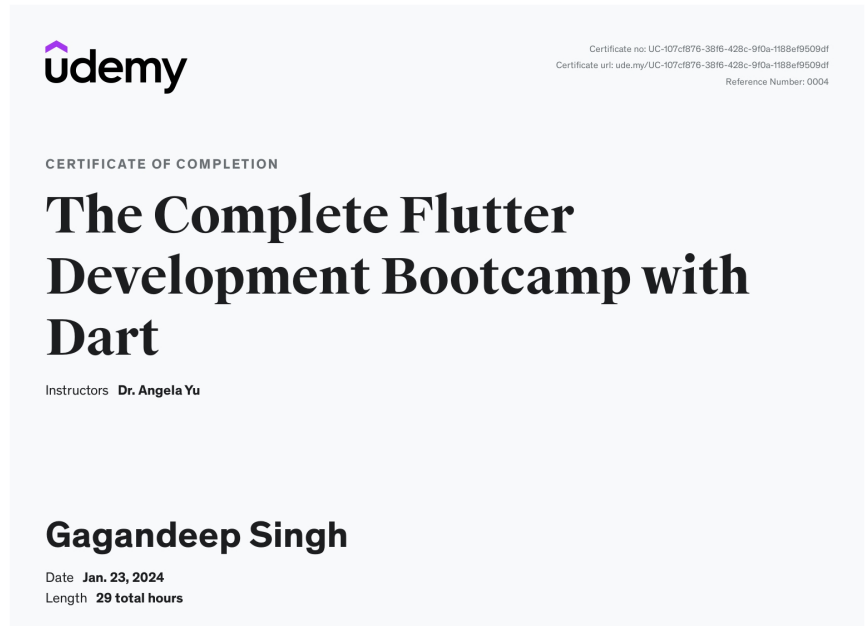 udemy
Certificate no: UC-107cf876-38f6-428c-9f0a-1188ef9509df
Certificate url: ude.my/UC-107cf876-38f6-428c-9f0a-1188ef9509df
Reference Number: 0004
CERTIFICATE OF COMPLETION
The Complete Flutter
Development Bootcamp with
Dart
Instructors Dr. Angela Yu
Gagandeep Singh
Date Jan. 23, 2024
Length 29 total hours